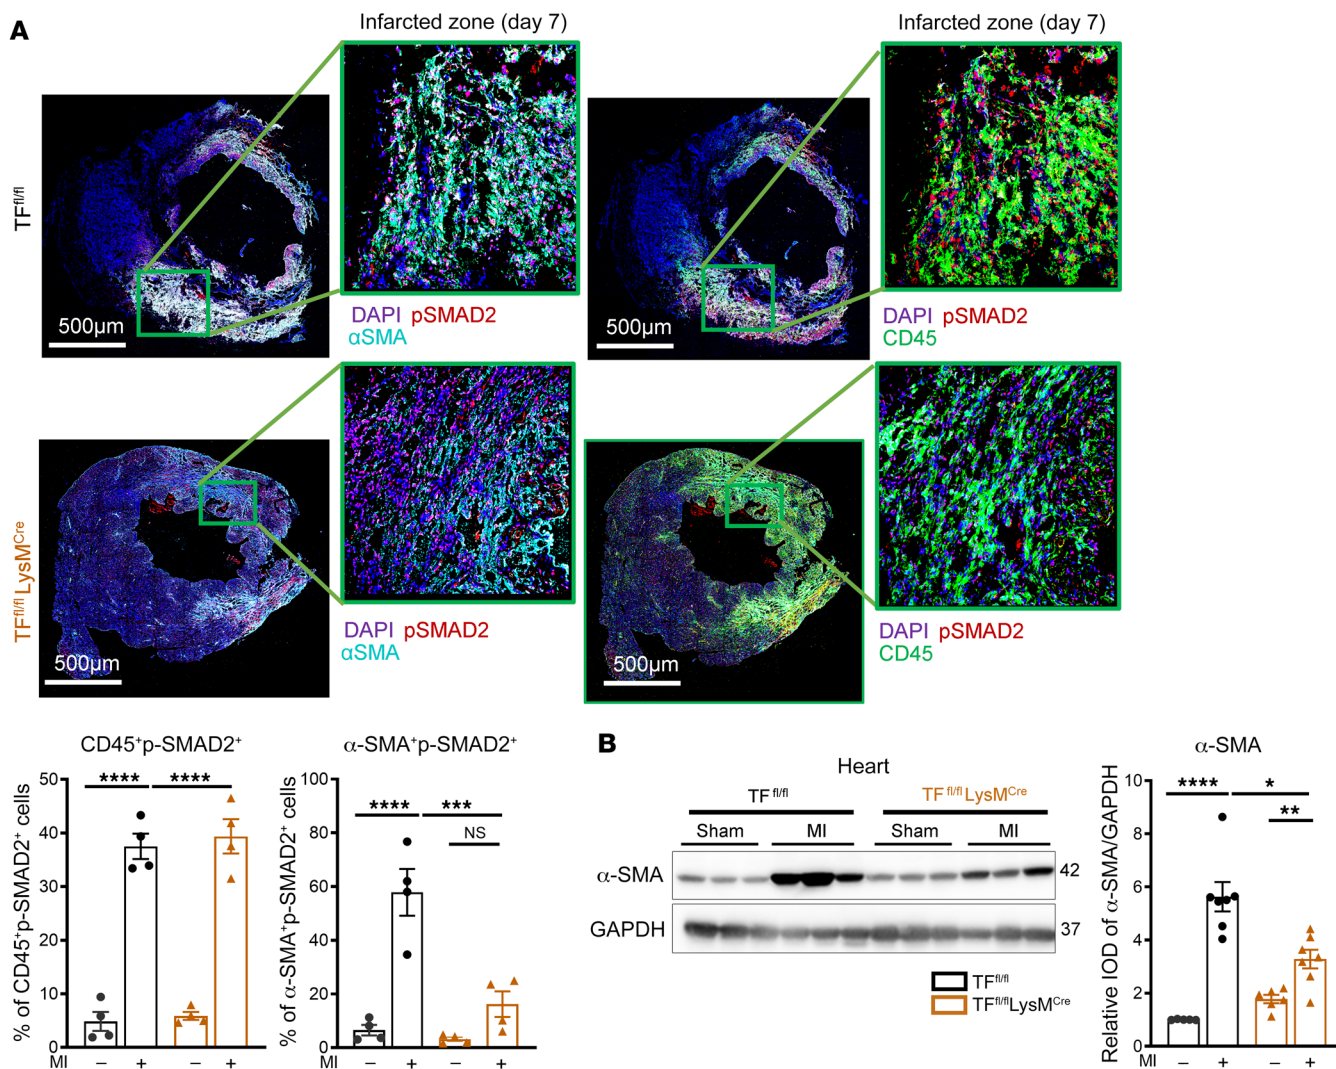 A
Infarcted zone (day 7)
Infarcted zone (day 7)
TFfl/fl
500μm
DAPI pSMAD2
αSMA
500μm
DAPI pSMAD2
CD45
TFfl/fl LysMCre
500μm
DAPI pSMAD2
αSMA
500μm
DAPI pSMAD2
CD45
CD45+p-SMAD2+
% of CD45+p-SMAD2+ cells
50
40
30
20
10
0
**** ****
MI – + – +
α-SMA+p-SMAD2+
% of α-SMA+p-SMAD2+ cells
100
80
60
40
20
0
**** ***
NS
MI – + – +
B
Heart
TFfl/fl TFfl/fl LysMCre
Sham MI Sham MI
α-SMA 42
GAPDH 37
TFfl/fl
TFfl/flLysMCre
α-SMA
Relative IOD of α-SMA/GAPDH
10
8
6
4
2
0
**** *
**
MI – + – +